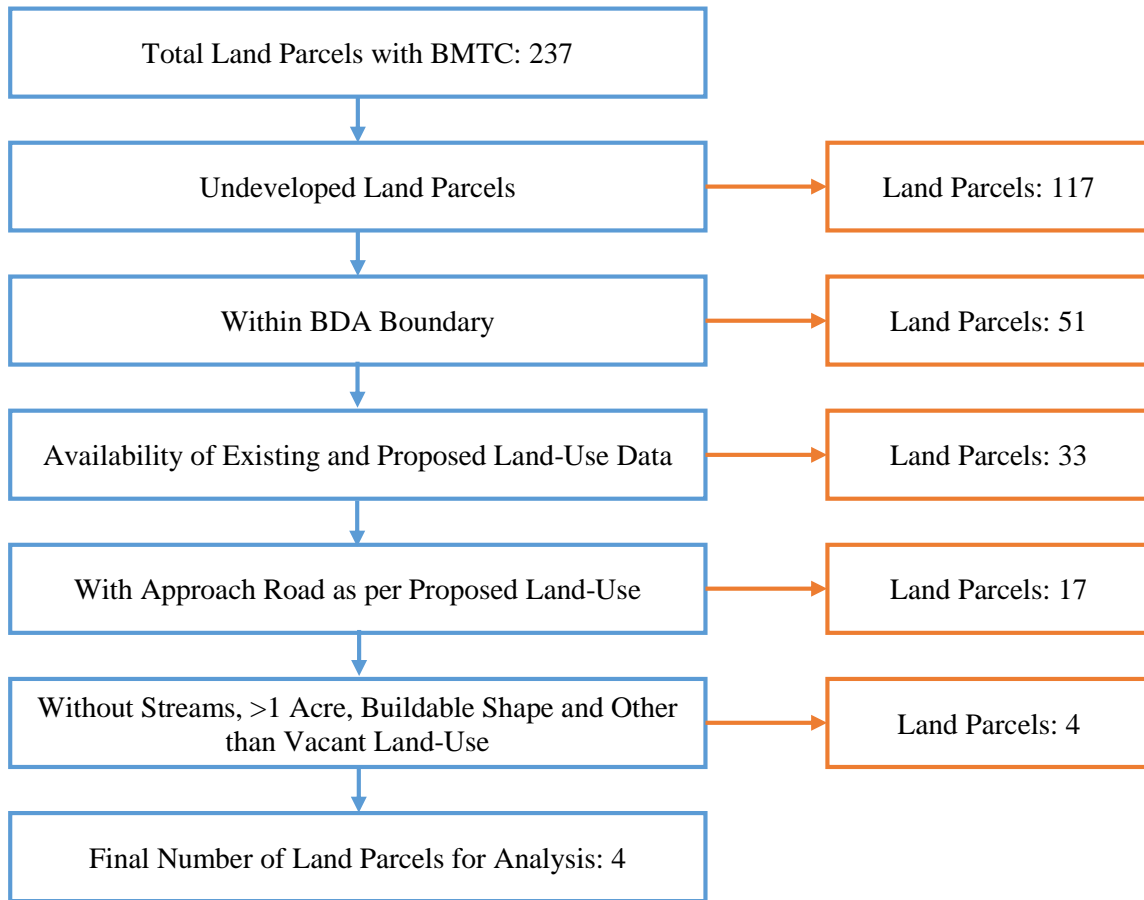 Total Land Parcels with BMTC: 237
Undeveloped Land Parcels
Land Parcels: 117
Within BDA Boundary
Land Parcels: 51
Availability of Existing and Proposed Land-Use Data
Land Parcels: 33
With Approach Road as per Proposed Land-Use
Land Parcels: 17
Without Streams, >1 Acre, Buildable Shape and Other
than Vacant Land-Use
Land Parcels: 4
Final Number of Land Parcels for Analysis: 4